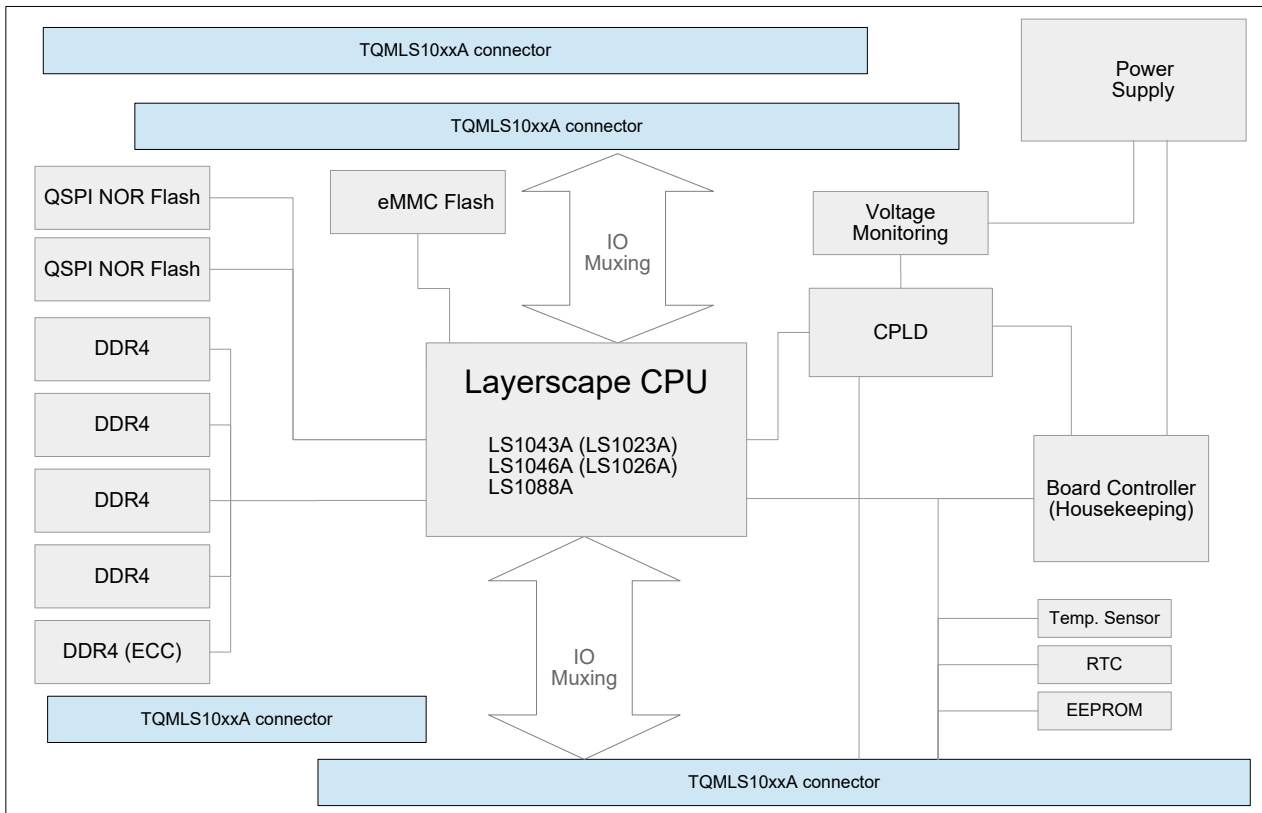 TQMLS10xxA connector
Power
Supply
TQMLS10xxA connector
QSPI NOR Flash
eMMC Flash
Voltage
Monitoring
IO
Muxing
QSPI NOR Flash
CPLD
DDR4
Layerscape CPU
DDR4
LS1043A (LS1023A)
LS1046A (LS1026A)
LS1088A
DDR4
Board Controller
(Housekeeping)
DDR4
Temp. Sensor
DDR4 (ECC)
IO
Muxing
RTC
EEPROM
TQMLS10xxA connector
TQMLS10xxA connector